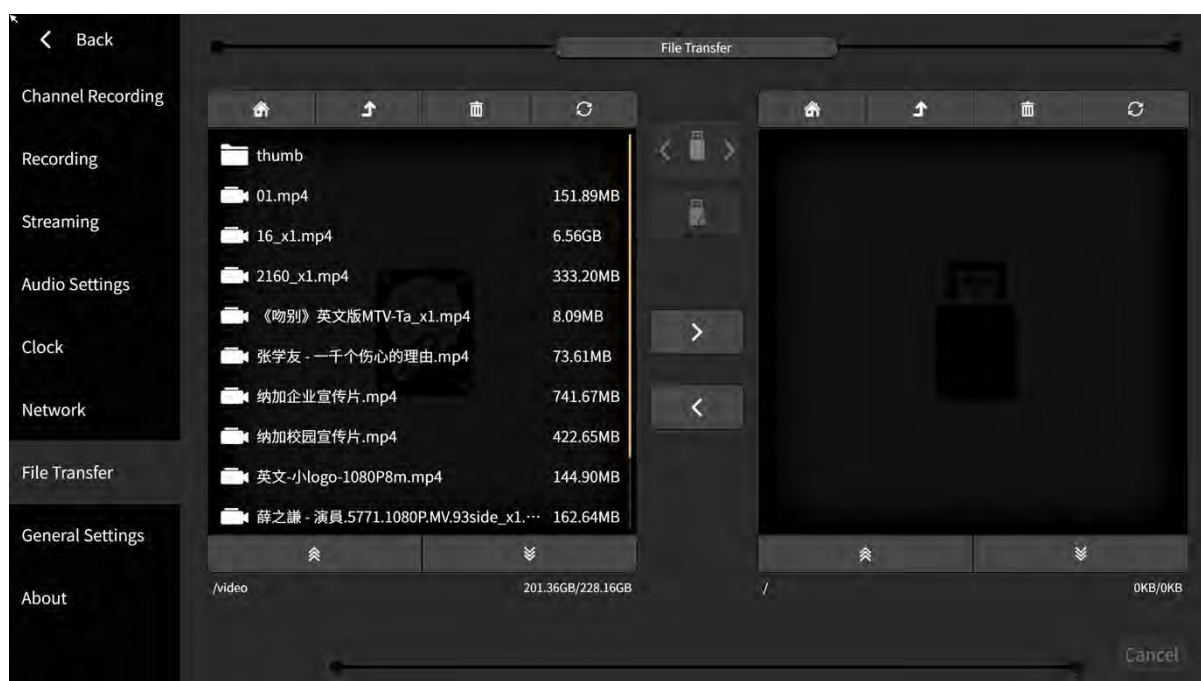 Back
File Transfer
Channel Recording
Recording
Streaming
Audio Settings
Clock
Network
File Transfer
General Settings
About
thumb
01.mp4 151.89MB
16_x1.mp4 6.56GB
2160_x1.mp4 333.20MB
《吻别》英文版MTV-Ta_x1.mp4 8.09MB
张学友 - 一千个伤心的理由.mp4 73.61MB
纳加企业宣传片.mp4 741.67MB
纳加校园宣传片.mp4 422.65MB
英文-小logo-1080P8m.mp4 144.90MB
薛之謙 - 演員.5771.1080P.MV.93side_x1.… 162.64MB
/video 201.36GB/228.16GB
/ 0KB/0KB
Cancel